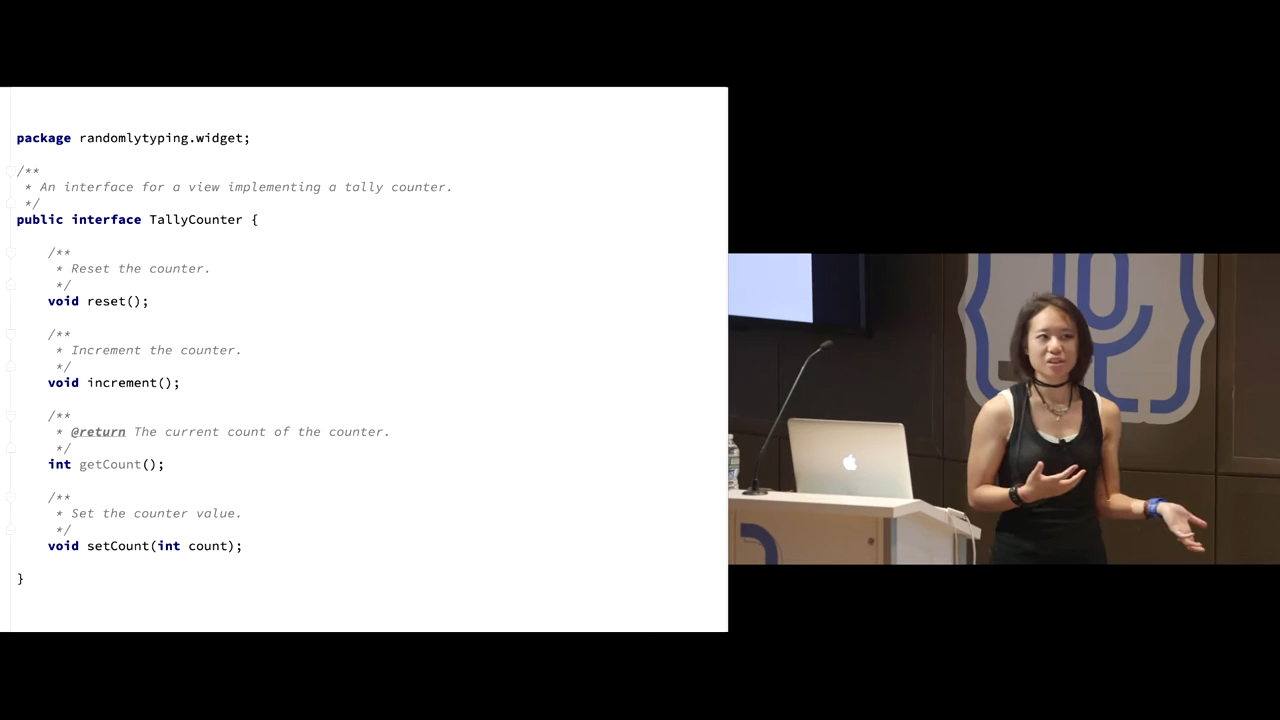 package randomlytyping.widget;
/**
 * An interface for a view implementing a tally counter.
 */
public interface TallyCounter {
    /**
     * Reset the counter.
     */
    void reset();
    /**
     * Increment the counter.
     */
    void increment();
    /**
     * @return The current count of the counter.
     */
    int getCount();
    /**
     * Set the counter value.
     */
    void setCount(int count);
}